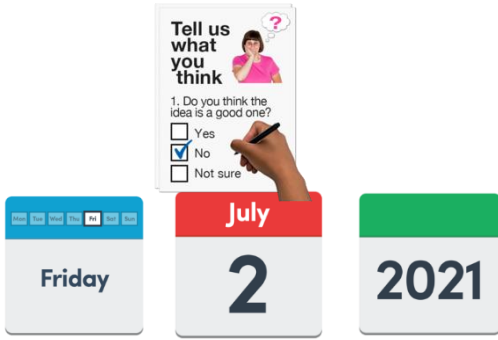 ?
Tell us
what
you
think
1. Do you think the
idea is a good one?
Yes
No
Not sure
Mon Tue Wed Thu Fri Sat Sun
Friday
July
2
2021